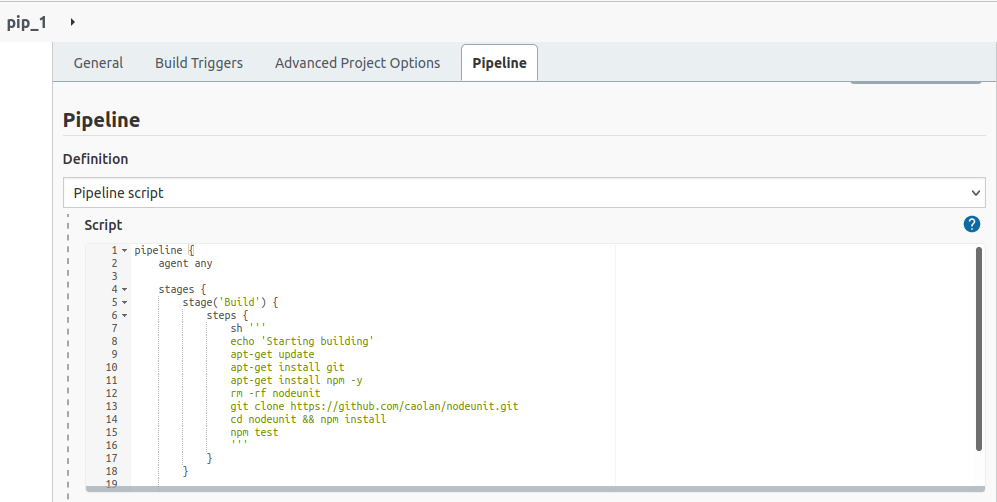 pip_1
General Build Triggers Advanced Project Options Pipeline
Pipeline
Definition
Pipeline script
Script ?
1 pipeline {
2     agent any
3
4     stages {
5         stage('Build') {
6             steps {
7                 sh '''
8                 echo 'Starting building'
9                 apt-get update
10                 apt-get install git
11                 apt-get install npm -y
12                 rm -rf nodeunit
13                 git clone https://github.com/caolan/nodeunit.git
14                 cd nodeunit && npm install
15                 npm test
16                 '''
17             }
18         }
19